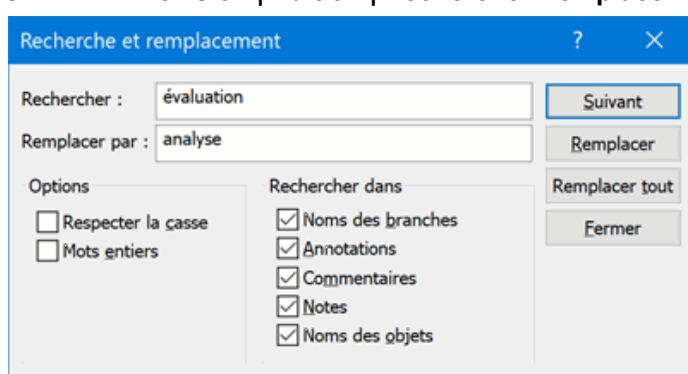 Recherche et remplacement ? ×
Rechercher : évaluation
Suivant
Remplacer par : analyse
Remplacer
Options
Respecter la casse
Mots entiers
Rechercher dans
Noms des branches
Annotations
Commentaires
Notes
Noms des objets
Remplacer tout
Fermer